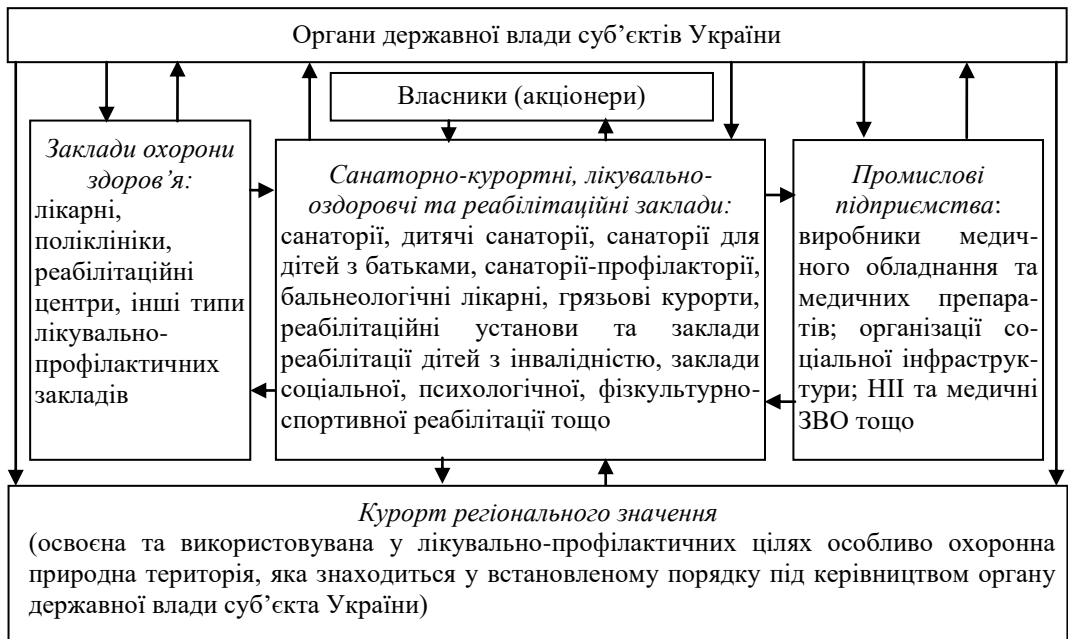 Органи державної влади суб’єктів України
Власники (акціонери)
Заклади охорони
здоров’я:
лікарні,
поліклініки,
реабілітаційні
центри, інші типи
лікувально-
профілактичних
закладів
Санаторно-курортні, лікувально-
оздоровчі та реабілітаційні заклади:
санаторії, дитячі санаторії, санаторії для
дітей з батьками, санаторії-профілакторії,
бальнеологічні лікарні, грязьові курорти,
реабілітаційні установи та заклади
реабілітації дітей з інвалідністю, заклади
соціальної, психологічної, фізкультурно-
спортивної реабілітації тощо
Промислові
підприємства:
виробники медич-
ного обладнання та
медичних препара-
тів; організації со-
ціальної інфраструк-
тури; НІІ та медичні
ЗВО тощо
Курорт регіонального значення
(освоєна та використовувана у лікувально-профілактичних цілях особливо охоронна
природна територія, яка знаходиться у встановленому порядку під керівництвом органу
державної влади суб’єкта України)